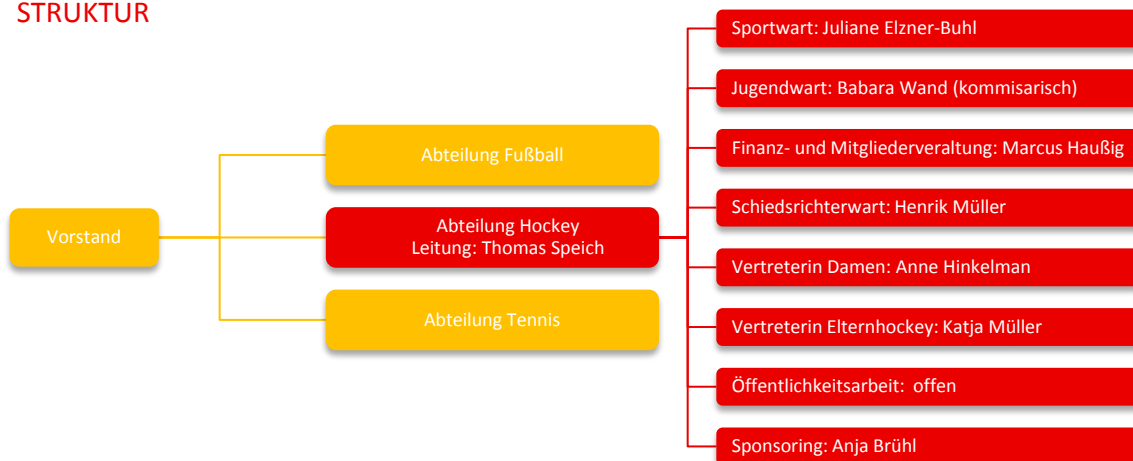 STRUKTUR
Vorstand
Abteilung Fußball
Abteilung Hockey
Leitung: Thomas Speich
Abteilung Tennis
Sportwart: Juliane Elzner-Buhl
Jugendwart: Babara Wand (kommisarisch)
Finanz- und Mitgliederveraltung: Marcus Haußig
Schiedsrichterwart: Henrik Müller
Vertreterin Damen: Anne Hinkelman
Vertreterin Elternhockey: Katja Müller
Öffentlichkeitsarbeit: offen
Sponsoring: Anja Brühl